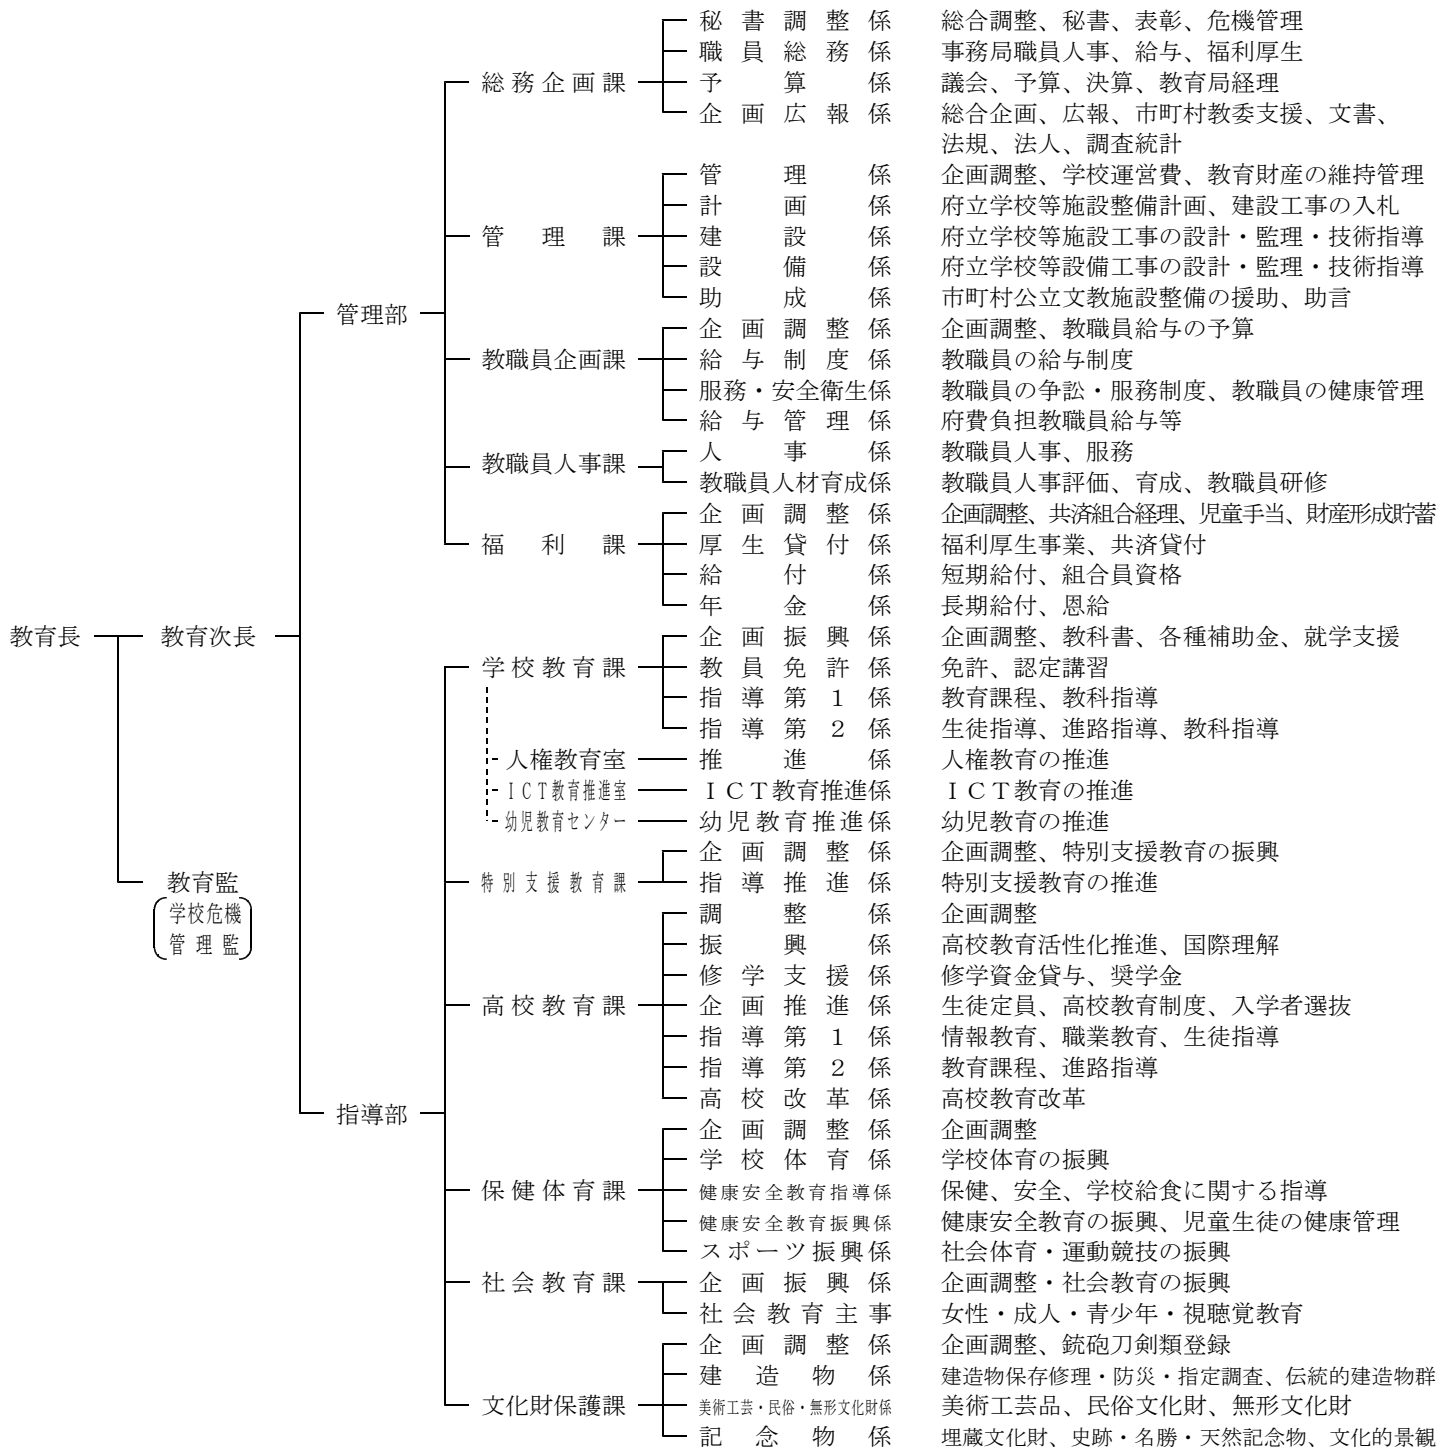 秘書調整係 総合調整、秘書、表彰、危機管理
職員総務係 事務局職員人事、給与、福利厚生
総務企画課 予算係 議会、予算、決算、教育局経理
企画広報係 総合企画、広報、市町村教委支援、文書、
法規、法人、調査統計
管理係 企画調整、学校運営費、教育財産の維持管理
計画係 府立学校等施設整備計画、建設工事の入札
管理課 建設係 府立学校等施設工事の設計・監理・技術指導
設備係 府立学校等設備工事の設計・監理・技術指導
助成係 市町村公立文教施設整備の援助、助言
管理部
企画調整係 企画調整、教職員給与の予算
教職員企画課 給与制度係 教職員の給与制度
服務・安全衛生係 教職員の争訟・服務制度、教職員の健康管理
給与管理係 府費負担教職員給与等
人事係 教職員人事、服務
教職員人事課
教職員人材育成係 教職員人事評価、育成、教職員研修
企画調整係 企画調整、共済組合経理、児童手当、財産形成貯蓄
福利課 厚生貸付係 福利厚生事業、共済貸付
給付係 短期給付、組合員資格
年金係 長期給付、恩給
教育長 教育次長
企画振興係 企画調整、教科書、各種補助金、就学支援
学校教育課 教員免許係 免許、認定講習
指導第1係 教育課程、教科指導
指導第2係 生徒指導、進路指導、教科指導
人権教育室 推進係 人権教育の推進
ICT教育推進室 ICT教育推進係 ICT教育の推進
幼児教育センター 幼児教育推進係 幼児教育の推進
企画調整係 企画調整、特別支援教育の振興
教育監 特別支援教育課 指導推進係 特別支援教育の推進
学校危機
管理監
調整係 企画調整
振興係 高校教育活性化推進、国際理解
修学支援係 修学資金貸与、奨学金
高校教育課 企画推進係 生徒定員、高校教育制度、入学者選抜
指導第1係 情報教育、職業教育、生徒指導
指導第2係 教育課程、進路指導
高校改革係 高校教育改革
指導部
企画調整係 企画調整
学校体育係 学校体育の振興
保健体育課 健康安全教育指導係 保健、安全、学校給食に関する指導
健康安全教育振興係 健康安全教育の振興、児童生徒の健康管理
スポーツ振興係 社会体育・運動競技の振興
社会教育課 企画振興係 企画調整・社会教育の振興
社会教育主事 女性・成人・青少年・視聴覚教育
企画調整係 企画調整、銃砲刀剣類登録
建造物係 建造物保存修理・防災・指定調査、伝統的建造物群
文化財保護課 美術工芸・民俗・無形文化財係 美術工芸品、民俗文化財、無形文化財
記念物係 埋蔵文化財、史跡・名勝・天然記念物、文化的景観